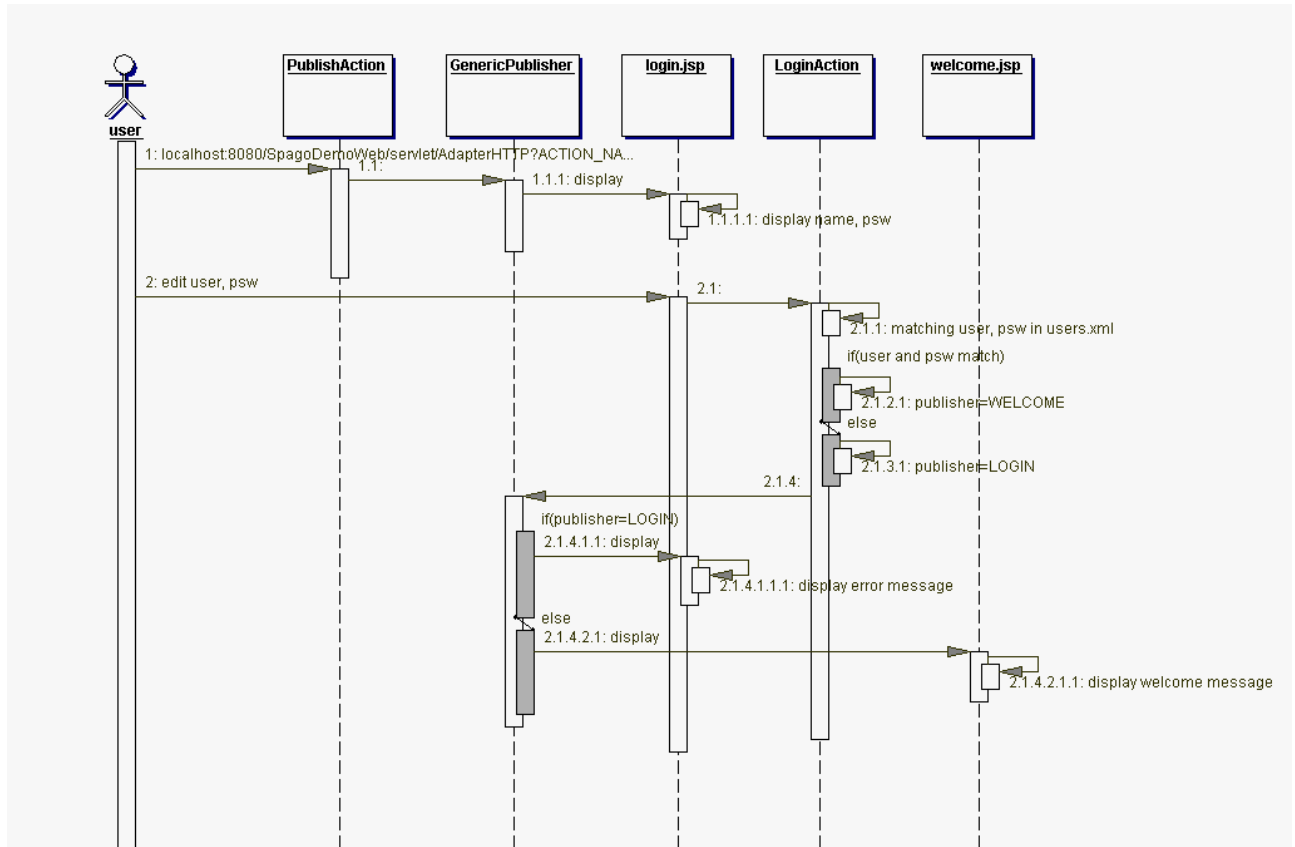 PublishAction
GenericPublisher
login.jsp
LoginAction
welcome.jsp
user
1: localhost:8080/SpagoDemoWeb/servlet/AdapterHTTP?ACTION_NA...
1.1:
1.1.1: display
1.1.1.1: display name, psw
2: edit user, psw
2.1:
2.1.1: matching user, psw in users.xml
if(user and psw match)
2.1.2.1: publisher=WELCOME
else
2.1.3.1: publisher=LOGIN
2.1.4:
if(publisher=LOGIN)
2.1.4.1.1: display
2.1.4.1.1.1: display error message
else
2.1.4.2.1: display
2.1.4.2.1.1: display welcome message